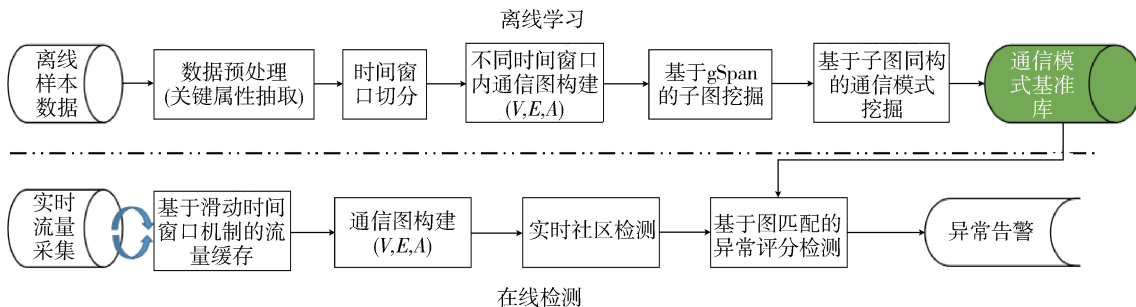 离线学习
离线
样本
数据
数据预处理
(关键属性抽取)
时间窗
口切分
不同时间窗口
内通信图构建
(V,E,A)
基于gSpan
的子图挖掘
基于子图同构
的通信模式
挖掘
通信模
式基准
库
实时
流量
采集
基于滑动时间
窗口机制的流
量缓存
通信图构建
(V,E,A)
实时社区检测
基于图匹配的
异常评分检测
异常告警
在线检测